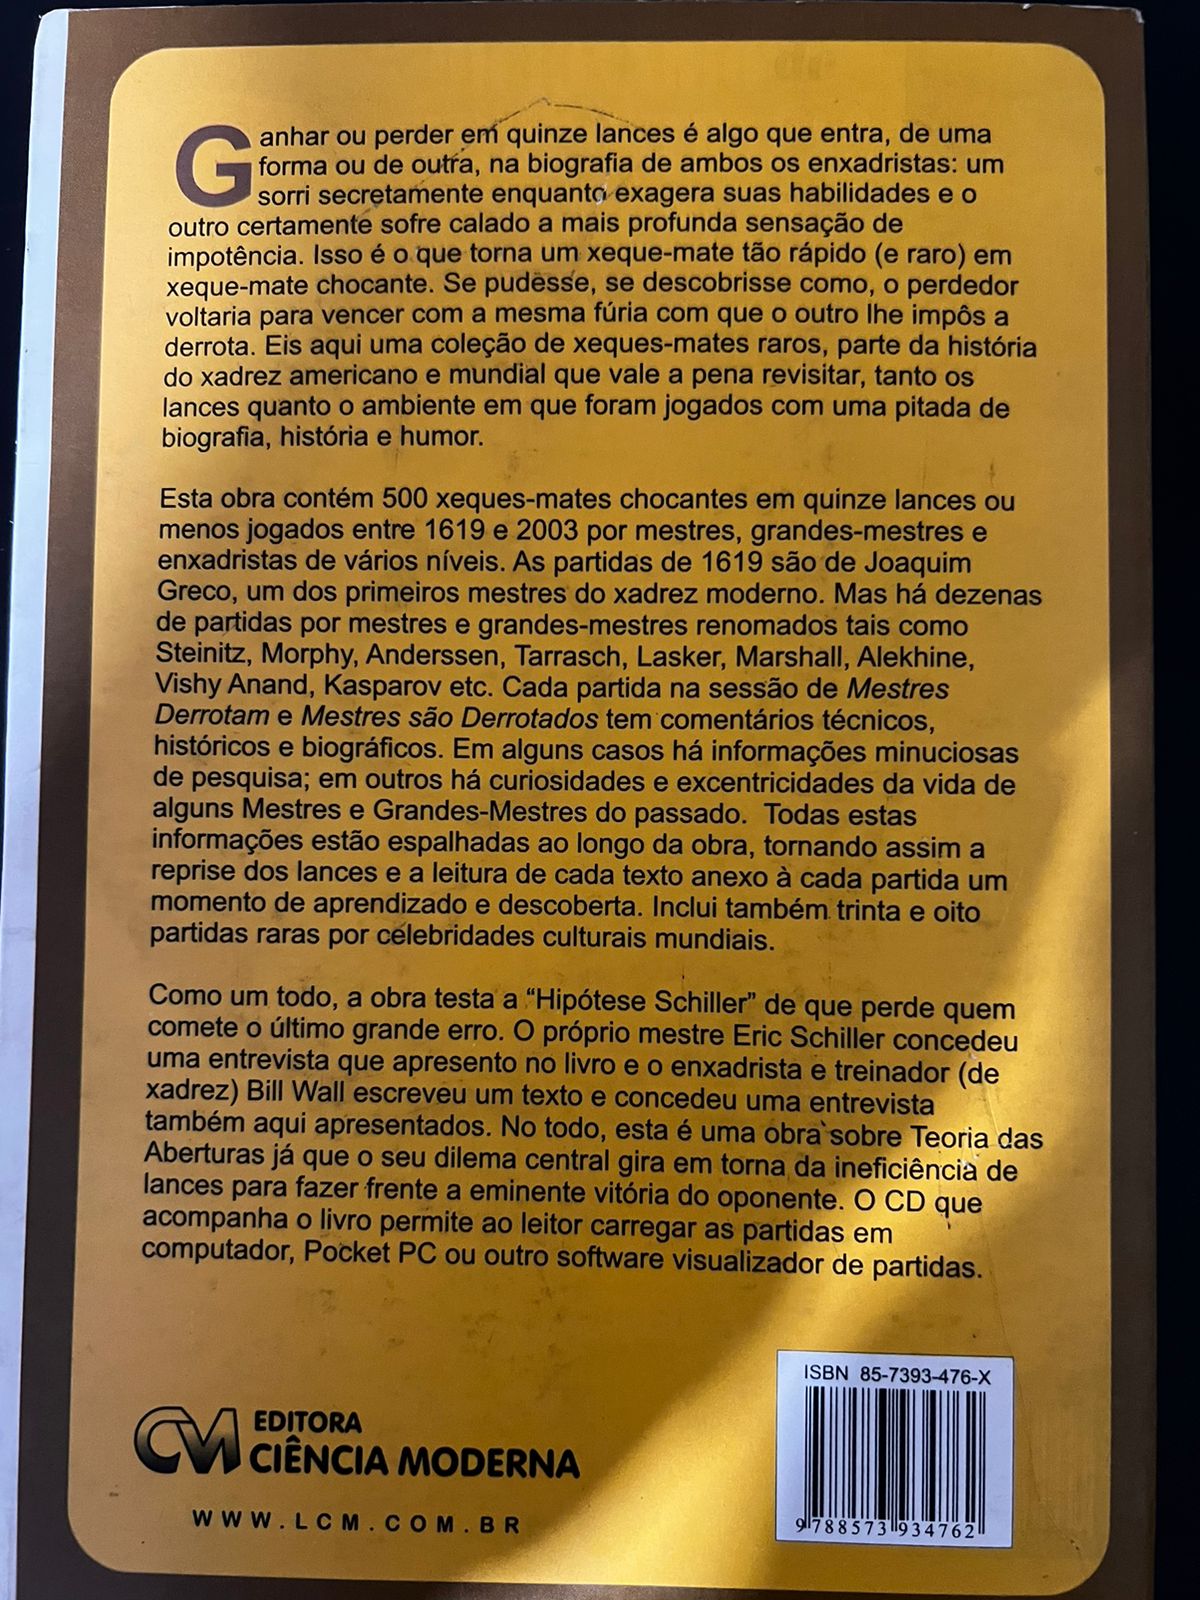 Ganhar ou perder em quinze lances é algo que entra, de uma
forma ou de outra, na biografia de ambos os enxadristas: um
sorri secretamente enquanto exagera suas habilidades e o
outro certamente sofre calado a mais profunda sensação de
impotência. Isso é o que torna um xeque-mate tão rápido (e raro) em
xeque-mate chocante. Se pudesse, se descobrisse como, o perdedor
voltaria para vencer com a mesma fúria com que o outro lhe impôs a
derrota. Eis aqui uma coleção de xeques-mates raros, parte da história
do xadrez americano e mundial que vale a pena revisitar, tanto os
lances quanto o ambiente em que foram jogados com uma pitada de
biografia, história e humor.
Esta obra contém 500 xeques-mates chocantes em quinze lances ou
menos jogados entre 1619 e 2003 por mestres, grandes-mestres e
enxadristas de vários níveis. As partidas de 1619 são de Joaquim
Greco, um dos primeiros mestres do xadrez moderno. Mas há dezenas
de partidas por mestres e grandes-mestres renomados tais como
Steinitz, Morphy, Anderssen, Tarrasch, Lasker, Marshall, Alekhine,
Vishy Anand, Kasparov etc. Cada partida na sessão de Mestres
Derrotam e Mestres são Derrotados tem comentários técnicos,
históricos e biográficos. Em alguns casos há informações minuciosas
de pesquisa; em outros há curiosidades e excentricidades da vida de
alguns Mestres e Grandes-Mestres do passado. Todas estas
informações estão espalhadas ao longo da obra, tornando assim a
reprise dos lances e a leitura de cada texto anexo à cada partida um
momento de aprendizado e descoberta. Inclui também trinta e oito
partidas raras por celebridades culturais mundiais.
Como um todo, a obra testa a “Hipótese Schiller” de que perde quem
comete o último grande erro. O próprio mestre Eric Schiller concedeu
uma entrevista que apresento no livro e o enxadrista e treinador (de
xadrez) Bill Wall escreveu um texto e concedeu uma entrevista
também aqui apresentados. No todo, esta é uma obra sobre Teoria das
Aberturas já que o seu dilema central gira em torna da ineficiência de
lances para fazer frente a eminente vitória do oponente. O CD que
acompanha o livro permite ao leitor carregar as partidas em
computador, Pocket PC ou outro software visualizador de partidas.
ISBN 85-7393-476-X
CM EDITORA
CIÊNCIA MODERNA
WWW.LCM.COM.BR
9 788573 934762